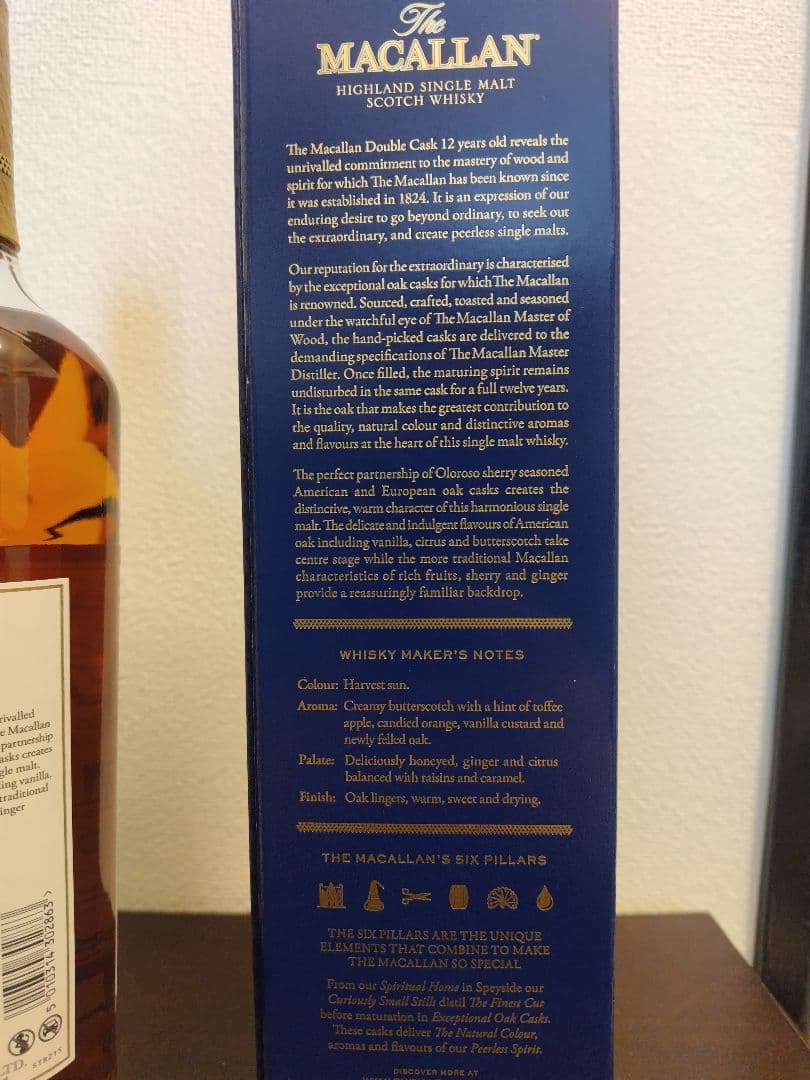 The
MACALLAN
HIGHLAND SINGLE MALT
SCOTCH WHISKY
The Macallan Double Cask 12 years old reveals the
unrivalled commitment to the mastery of wood and
spirit for which The Macallan has been known since
it was established in 1824. It is an expression of our
enduring desire to go beyond ordinary, to seek out
the extraordinary, and create peerless single malts.
Our reputation for the extraordinary is characterised
by the exceptional oak casks for which The Macallan
is renowned. Sourced, crafted, toasted and seasoned
under the watchful eye of The Macallan Master of
Wood, the hand-picked casks are delivered to the
demanding specifications of The Macallan Master
Distiller. Once filled, the maturing spirit remains
undisturbed in the same cask for a full twelve years.
It is the oak that makes the greatest contribution to
the quality, natural colour and distinctive aromas
and flavours at the heart of this single malt whisky.
The perfect partnership of Oloroso sherry seasoned
American and European oak casks creates the
distinctive, warm character of this harmonious single
malt. The delicate and indulgent flavours of American
oak including vanilla, citrus and butterscotch take
centre stage while the more traditional Macallan
characteristics of rich fruits, sherry and ginger
provide a reassuringly familiar backdrop.
WHISKY MAKER'S NOTES
Colour: Harvest sun.
Aroma: Creamy butterscotch with a hint of toffee
apple, candied orange, vanilla custard and
newly felled oak.
Palate: Deliciously honeyed, ginger and citrus
balanced with raisins and caramel.
Finish: Oak lingers, warm, sweet and drying.
THE MACALLAN'S SIX PILLARS
THE SIX PILLARS ARE THE UNIQUE
ELEMENTS THAT COMBINE TO MAKE
THE MACALLAN SO SPECIAL
From our Spiritual Home in Speyside our
Curiously Small Stills distil The Finest Cut
before maturation in Exceptional Oak Casks.
These casks deliver The Natural Colour,
aromas and flavours of our Peerless Spirit.
DISCOVER MORE AT
rivalled
e Macallan
partnership
asks creates
gle malt.
ing vanilla,
traditional
inger
5 010314 302863 >
LTD. STR215